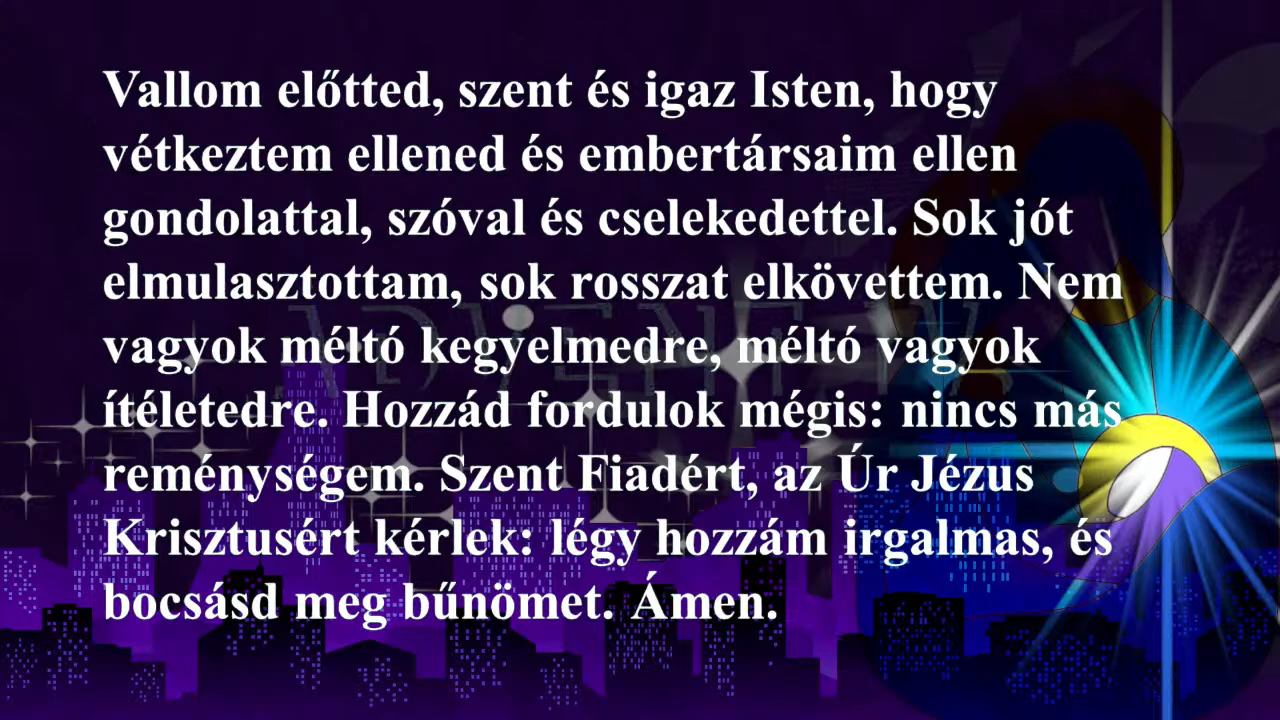 Vallom előtted, szent és igaz Isten, hogy
vétkeztem ellened és embertársaim ellen
gondolattal, szóval és cselekedettel. Sok jót
elmulasztottam, sok rosszat elkövettem. Nem
vagyok méltó kegyelmedre, méltó vagyok
ítéletedre. Hozzád fordulok mégis: nincs más
reménységem. Szent Fiadért, az Úr Jézus
Krisztusért kérlek: légy hozzám irgalmas, és
bocsásd meg bűnömet. Ámen.